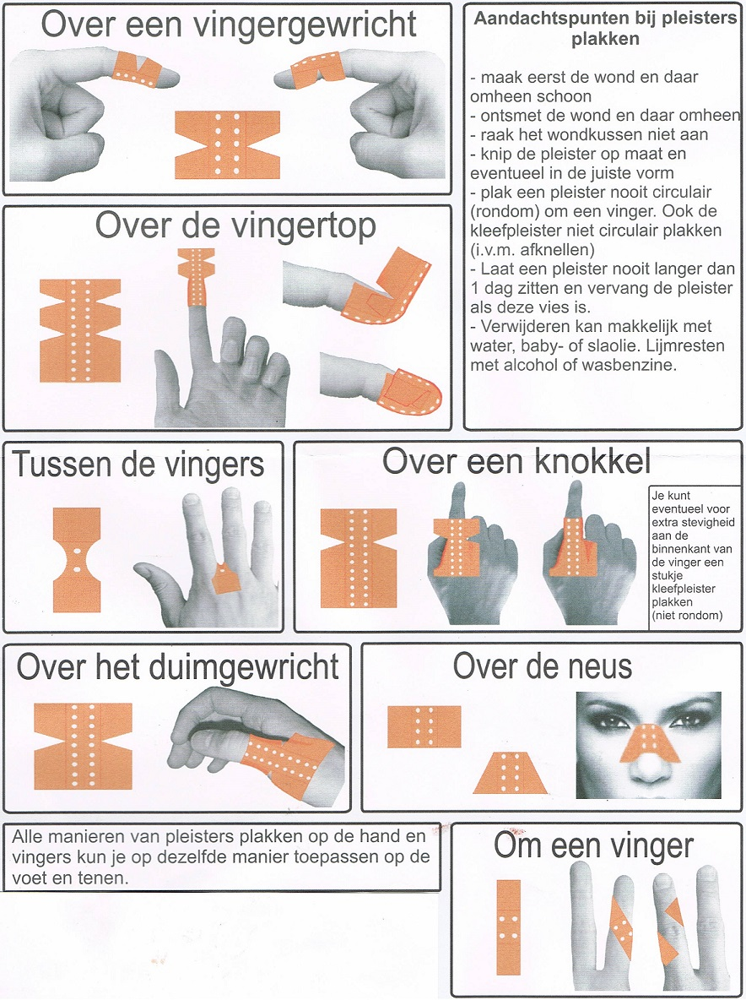 Over een vingergewricht
Aandachtspunten bij pleisters
plakken
- maak eerst de wond en daar
omheen schoon
- ontsmet de wond en daar omheen
- raak het wondkussen niet aan
- knip de pleister op maat en
eventueel in de juiste vorm
- plak een pleister nooit circulair
(rondom) om een vinger. Ook de
kleefpleister niet circulair plakken
(i.v.m. afknellen)
- Laat een pleister nooit langer dan
1 dag zitten en vervang de pleister
als deze vies is.
- Verwijderen kan makkelijk met
water, baby- of slaolie. Lijmresten
met alcohol of wasbenzine.
Over de vingertop
Tussen de vingers
Over een knokkel
Je kunt
eventueel voor
extra stevigheid
aan de
binnenkant van
de vinger een
stukje
kleefpleister
plakken
(niet rondom)
Over het duimgewricht
Over de neus
Alle manieren van pleisters plakken op de hand en
vingers kun je op dezelfde manier toepassen op de
voet en tenen.
Om een vinger